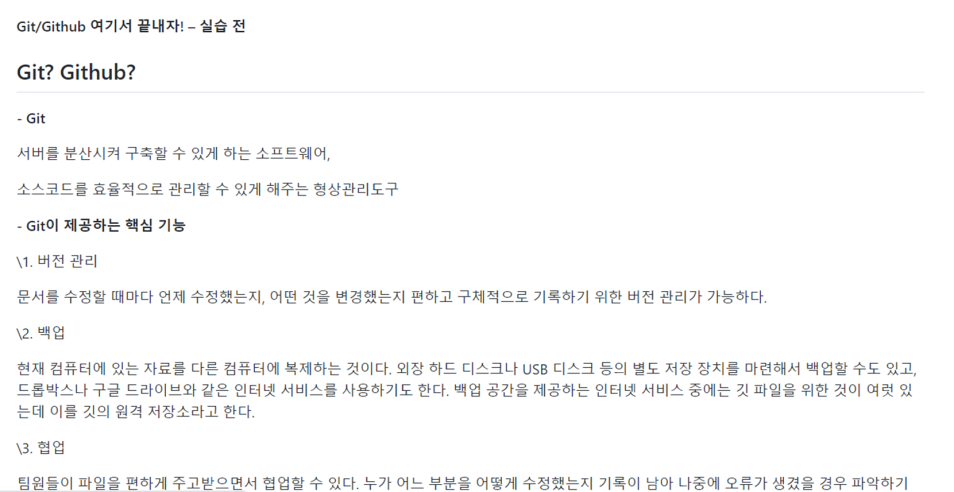 Git/Github 여기서 끝내자! – 실습 전
Git? Github?
- Git
서버를 분산시켜 구축할 수 있게 하는 소프트웨어,
소스코드를 효율적으로 관리할 수 있게 해주는 형상관리도구
- Git이 제공하는 핵심 기능
\1. 버전 관리
문서를 수정할 때마다 언제 수정했는지, 어떤 것을 변경했는지 편하고 구체적으로 기록하기 위한 버전 관리가 가능하다.
\2. 백업
현재 컴퓨터에 있는 자료를 다른 컴퓨터에 복제하는 것이다. 외장 하드 디스크나 USB 디스크 등의 별도 저장 장치를 마련해서 백업할 수도 있고,
드롭박스나 구글 드라이브와 같은 인터넷 서비스를 사용하기도 한다. 백업 공간을 제공하는 인터넷 서비스 중에는 깃 파일을 위한 것이 여럿 있
는데 이를 깃의 원격 저장소라고 한다.
\3. 협업
팀원들이 파일을 편하게 주고받으면서 협업할 수 있다. 누가 어느 부분을 어떻게 수정했는지 기록이 남아 나중에 오류가 생겼을 경우 파악하기